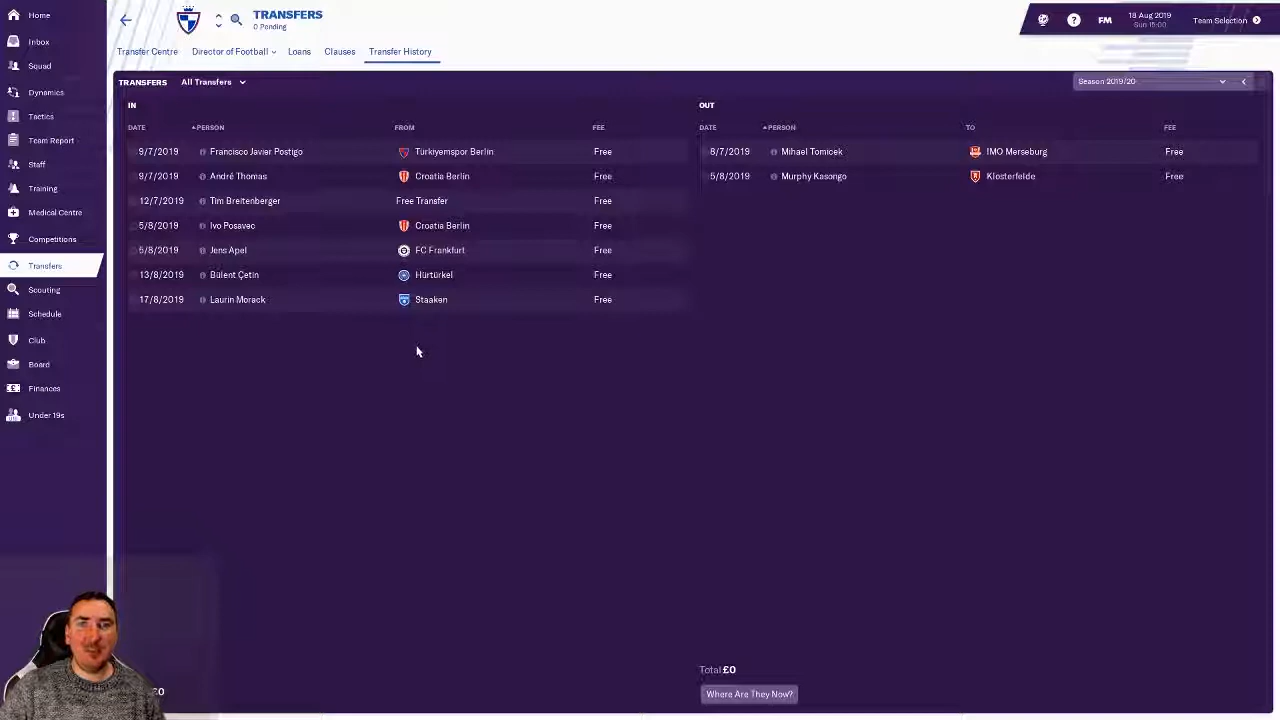 Home
Inbox
Squad
Dynamics
Tactics
Team Report
Staff
Training
Medical Centre
Competitions
Transfers
Scouting
Schedule
Club
Board
Finances
Under 19s
TRANSFERS
0 Pending
FM
18 Aug 2019
Sun 15:00
Team Selection
Transfer Centre Director of Football Loans Clauses Transfer History
TRANSFERS All Transfers
Season 2019/20
IN
DATE PERSON FROM FEE
9/7/2019 Francisco Javier Postigo Türkiyemspor Berlin Free
9/7/2019 André Thomas Croatia Berlin Free
12/7/2019 Tim Breitenberger Free Transfer Free
5/8/2019 Ivo Posavec Croatia Berlin Free
5/8/2019 Jens Apel FC Frankfurt Free
13/8/2019 Bülent Çetin Hürtürkel Free
17/8/2019 Laurin Morack Staaken Free
£0
OUT
DATE PERSON TO FEE
8/7/2019 Mihael Tomicek IMO Merseburg Free
5/8/2019 Murphy Kasongo Klosterfelde Free
Total £0
Where Are They Now?